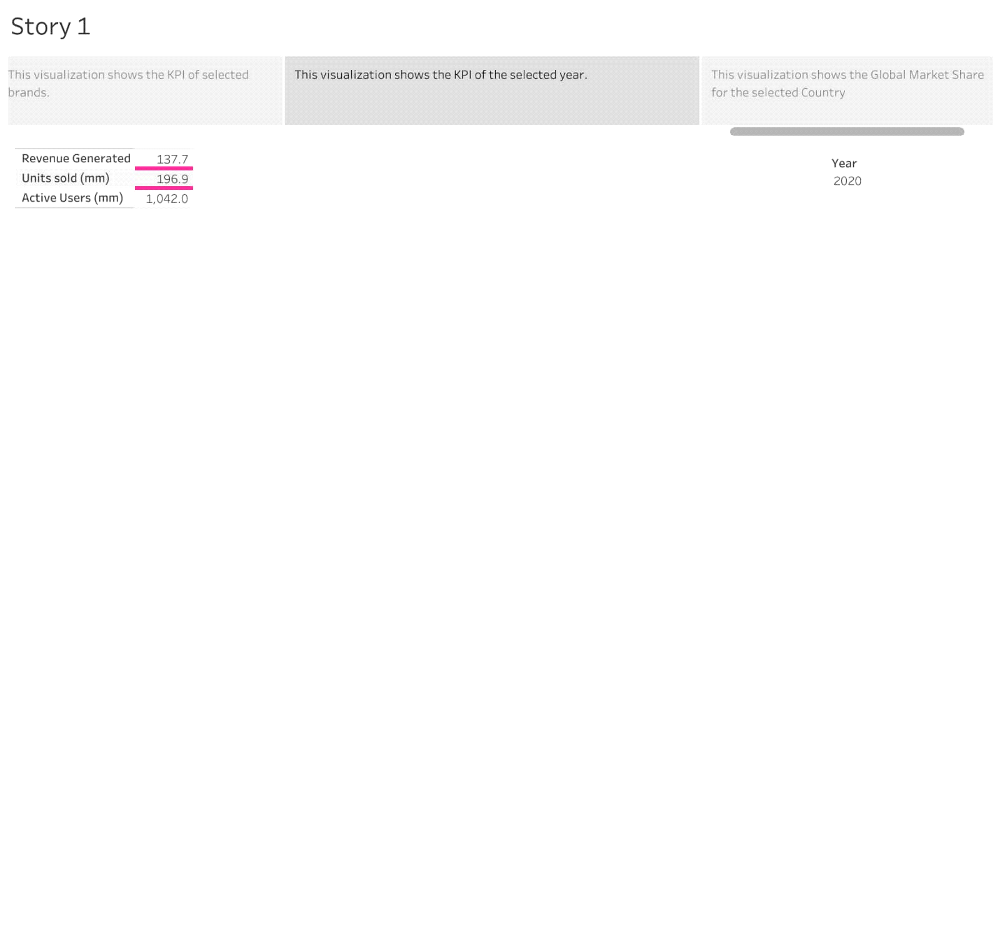 Story 1
This visualization shows the KPI of selected
brands.
This visualization shows the KPI of the selected year.
This visualization shows the Global Market Share
for the selected Country
Revenue Generated 137.7
Units sold (mm) 196.9
Active Users (mm) 1,042.0
Year
2020